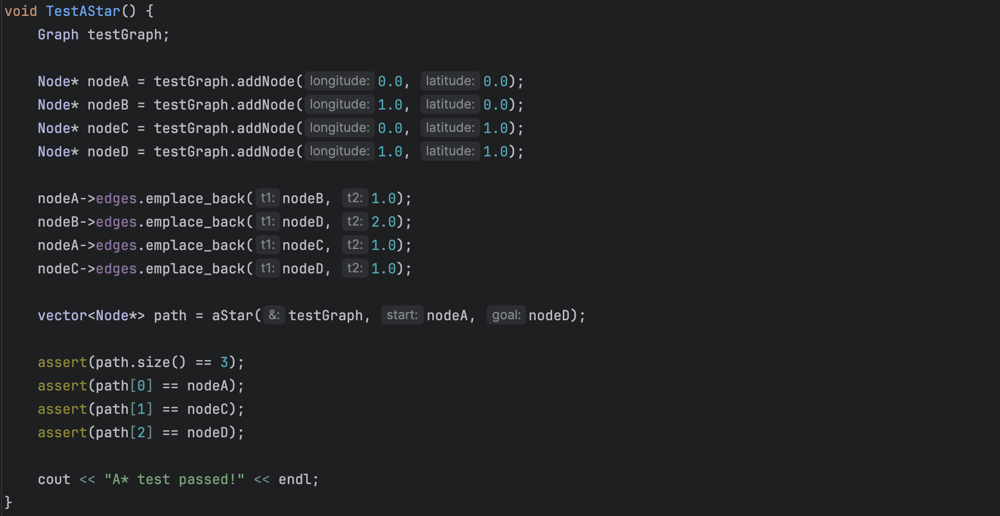 void TestAStar() {
Graph testGraph;
Node* nodeA = testGraph.addNode( longitude: 0.0, latitude: 0.0);
Node* nodeB = testGraph.addNode( longitude: 1.0, latitude: 0.0);
Node* nodeC = testGraph.addNode( longitude: 0.0, latitude: 1.0);
Node* nodeD = testGraph.addNode( longitude: 1.0, latitude: 1.0);
nodeA->edges.emplace_back( t1: nodeB, t2: 1.0);
nodeB->edges.emplace_back( t1: nodeD, t2: 2.0);
nodeA->edges.emplace_back( t1: nodeC, t2: 1.0);
nodeC->edges.emplace_back( t1: nodeD, t2: 1.0);
vector<Node*> path = aStar( &: testGraph, start: nodeA, goal: nodeD);
assert(path.size() == 3);
assert(path[0] == nodeA);
assert(path[1] == nodeC);
assert(path[2] == nodeD);
cout << "A* test passed!" << endl;
}